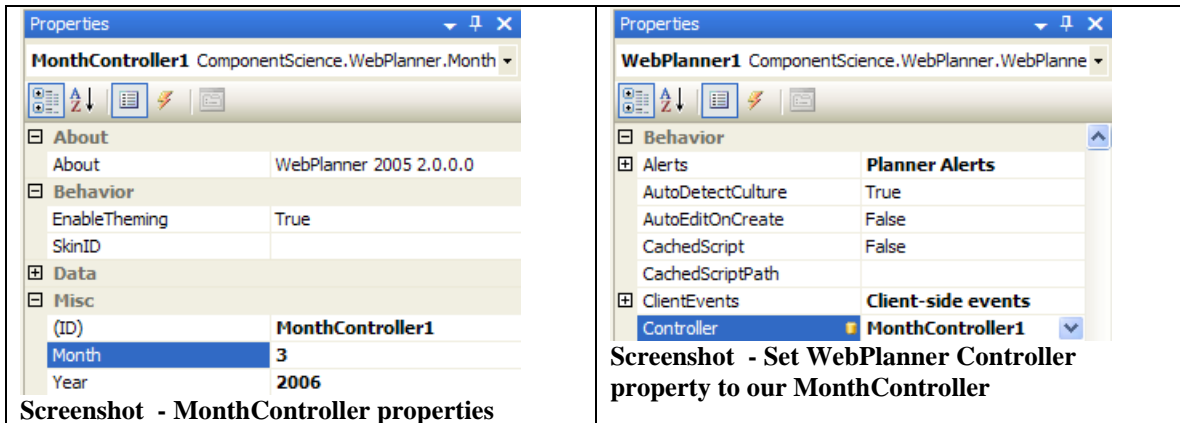 Properties
MonthController1 ComponentScience.WebPlanner.Month
About
About WebPlanner 2005 2.0.0.0
Behavior
EnableTheming True
SkinID
Data
Misc
(ID) MonthController1
Month 3
Year 2006
Screenshot - MonthController properties
Properties
WebPlanner1 ComponentScience.WebPlanner.WebPlanne
Behavior
Alerts Planner Alerts
AutoDetectCulture True
AutoEditOnCreate False
CachedScript False
CachedScriptPath
ClientEvents Client-side events
Controller MonthController1
Screenshot - Set WebPlanner Controller
property to our MonthController